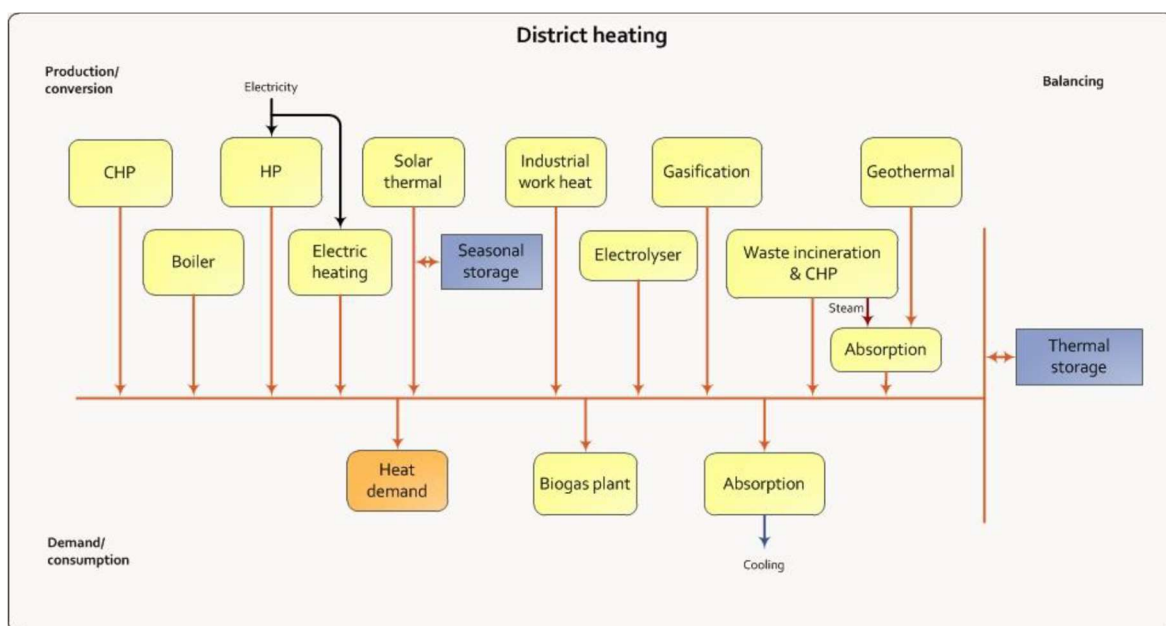 District heating
Production/
conversion
Balancing
Electricity
CHP
HP
Solar
thermal
Industrial
work heat
Gasification
Geothermal
Boiler
Electric
heating
Seasonal
storage
Electrolyser
Waste incineration
& CHP
Steam
Absorption
Thermal
storage
Heat
demand
Biogas plant
Absorption
Demand/
consumption
Cooling